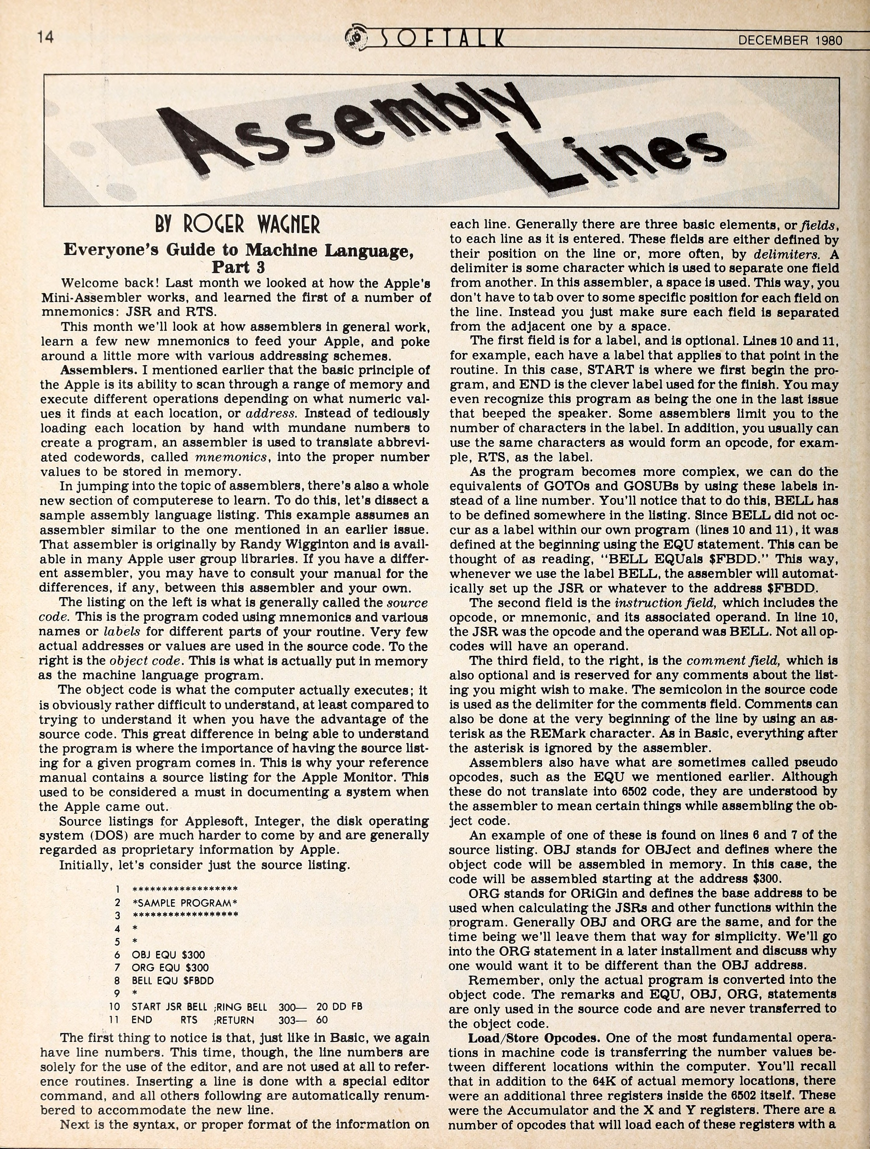 14
SOFTALK
DECEMBER 1980
Assembly
Lines
BY ROGER WAGNER
Everyone's Guide to Machine Language,
Part 3
Welcome back! Last month we looked at how the Apple's
Mini-Assembler works, and learned the first of a number of
mnemonics: JSR and RTS.
This month we'll look at how assemblers in general work,
learn a few new mnemonics to feed your Apple, and poke
around a little more with various addressing schemes.
Assemblers. I mentioned earlier that the basic principle of
the Apple is its ability to scan through a range of memory and
execute different operations depending on what numeric val-
ues it finds at each location, or address. Instead of tediously
loading each location by hand with mundane numbers to
create a program, an assembler is used to translate abbrevi-
ated codewords, called mnemonics, into the proper number
values to be stored in memory.
In jumping into the topic of assemblers, there's also a whole
new section of computerese to learn. To do this, let's dissect a
sample assembly language listing. This example assumes an
assembler similar to the one mentioned in an earlier issue.
That assembler is originally by Randy Wigginton and is avail-
able in many Apple user group libraries. If you have a differ-
ent assembler, you may have to consult your manual for the
differences, if any, between this assembler and your own.
The listing on the left is what is generally called the source
code. This is the program coded using mnemonics and various
names or labels for different parts of your routine. Very few
actual addresses or values are used in the source code. To the
right is the object code. This is what is actually put in memory
as the machine language program.
The object code is what the computer actually executes; it
is obviously rather difficult to understand, at least compared to
trying to understand it when you have the advantage of the
source code. This great difference in being able to understand
the program is where the importance of having the source list-
ing for a given program comes in. This is why your reference
manual contains a source listing for the Apple Monitor. This
used to be considered a must in documenting a system when
the Apple came out.
Source listings for Applesoft, Integer, the disk operating
system (DOS) are much harder to come by and are generally
regarded as proprietary information by Apple.
Initially, let's consider just the source listing.
1 ******************
2 *SAMPLE PROGRAM*
3 ******************
4 *
5 *
6 OBJ EQU $300
7 ORG EQU $300
8 BELL EQU $FBDD
9 *
10 START JSR BELL ;RING BELL 300— 20 DD FB
11 END RTS ;RETURN 303— 60
The first thing to notice is that, just like in Basic, we again
have line numbers. This time, though, the line numbers are
solely for the use of the editor, and are not used at all to refer-
ence routines. Inserting a line is done with a special editor
command, and all others following are automatically renum-
bered to accommodate the new line.
Next is the syntax, or proper format of the information on
each line. Generally there are three basic elements, or fields,
to each line as it is entered. These fields are either defined by
their position on the line or, more often, by delimiters. A
delimiter is some character which is used to separate one field
from another. In this assembler, a space is used. This way, you
don't have to tab over to some specific position for each field on
the line. Instead you just make sure each field is separated
from the adjacent one by a space.
The first field is for a label, and is optional. Lines 10 and 11,
for example, each have a label that applies to that point in the
routine. In this case, START is where we first begin the pro-
gram, and END is the clever label used for the finish. You may
even recognize this program as being the one in the last issue
that beeped the speaker. Some assemblers limit you to the
number of characters in the label. In addition, you usually can
use the same characters as would form an opcode, for exam-
ple, RTS, as the label.
As the program becomes more complex, we can do the
equivalents of GOTOs and GOSUBs by using these labels in-
stead of a line number. You'll notice that to do this, BELL has
to be defined somewhere in the listing. Since BELL did not oc-
cur as a label within our own program (lines 10 and 11), it was
defined at the beginning using the EQU statement. This can be
thought of as reading, "BELL EQUals $FBDD." This way,
whenever we use the label BELL, the assembler will automat-
ically set up the JSR or whatever to the address $FBDD.
The second field is the instruction field, which includes the
opcode, or mnemonic, and its associated operand. In line 10,
the JSR was the opcode and the operand was BELL. Not all op-
codes will have an operand.
The third field, to the right, is the comment field, which is
also optional and is reserved for any comments about the list-
ing you might wish to make. The semicolon in the source code
is used as the delimiter for the comments field. Comments can
also be done at the very beginning of the line by using an as-
terisk as the REMark character. As in Basic, everything after
the asterisk is ignored by the assembler.
Assemblers also have what are sometimes called pseudo
opcodes, such as the EQU we mentioned earlier. Although
these do not translate into 6502 code, they are understood by
the assembler to mean certain things while assembling the ob-
ject code.
An example of one of these is found on lines 6 and 7 of the
source listing. OBJ stands for OBJect and defines where the
object code will be assembled in memory. In this case, the
code will be assembled starting at the address $300.
ORG stands for ORiGin and defines the base address to be
used when calculating the JSRs and other functions within the
program. Generally OBJ and ORG are the same, and for the
time being we'll leave them that way for simplicity. We'll go
into the ORG statement in a later installment and discuss why
one would want it to be different than the OBJ address.
Remember, only the actual program is converted into the
object code. The remarks and EQU, OBJ, ORG, statements
are only used in the source code and are never transferred to
the object code.
Load/Store Opcodes. One of the most fundamental opera-
tions in machine code is transferring the number values be-
tween different locations within the computer. You'll recall
that in addition to the 64K of actual memory locations, there
were an additional three registers inside the 6502 itself. These
were the Accumulator and the X and Y registers. There are a
number of opcodes that will load each of these registers with a